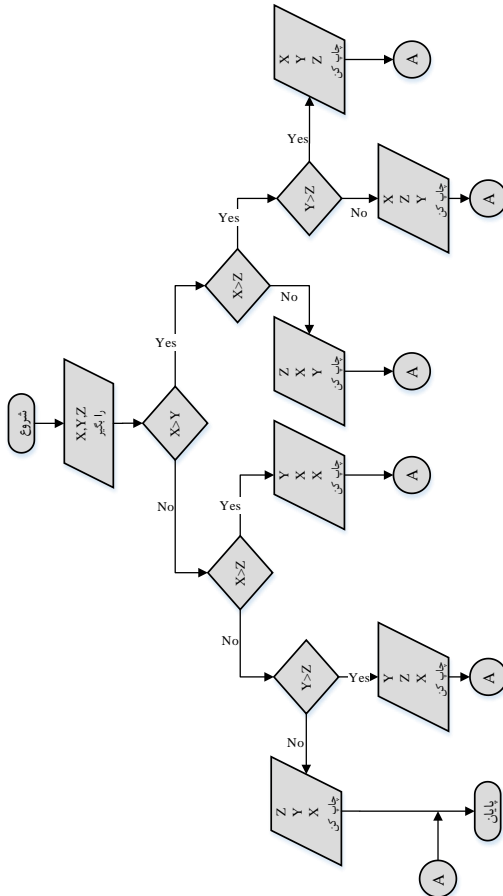 شروع
X,Y,Z
را بگیر
X>Y
Yes
No
X>Z
Yes
No
Y>Z
Yes
No
X
Y
Z
چاپ کن
A
X
Z
Y
چاپ کن
A
Z
X
Y
چاپ کن
A
X>Z
Yes
No
Y
X
X
چاپ کن
A
Y>Z
Yes
No
Y
Z
X
چاپ کن
A
Z
Y
X
چاپ کن
A
پایان